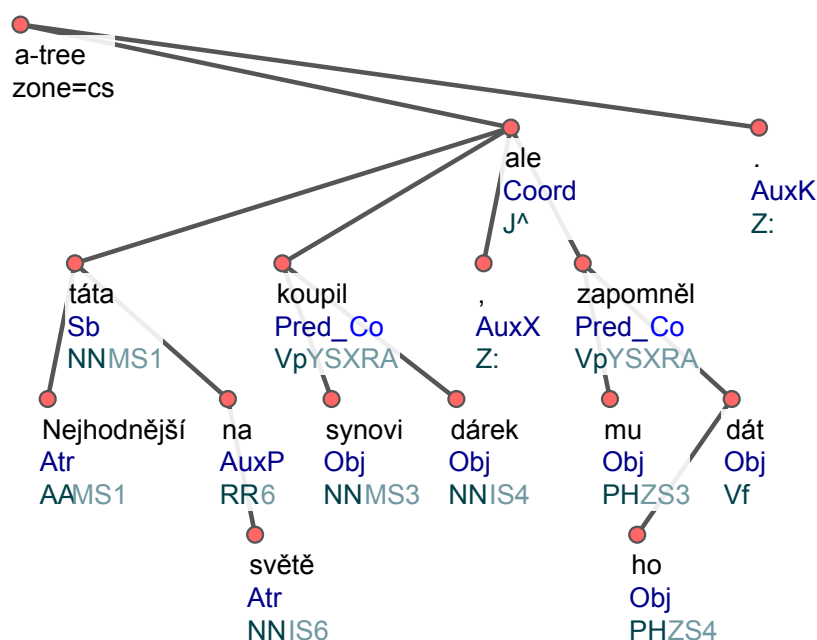 a-tree
zone=cs
ale
Coord
J^
.
AuxK
Z:
táta
Sb
NNMS1
koupil
Pred_Co
VpYSXRA
,
AuxX
Z:
zapomněl
Pred_Co
VpYSXRA
Nejhodnější
Atr
AAMS1
na
AuxP
RR6
synovi
Obj
NNMS3
dárek
Obj
NNIS4
mu
Obj
PHZS3
dát
Obj
Vf
světě
Atr
NNIS6
ho
Obj
PHZS4